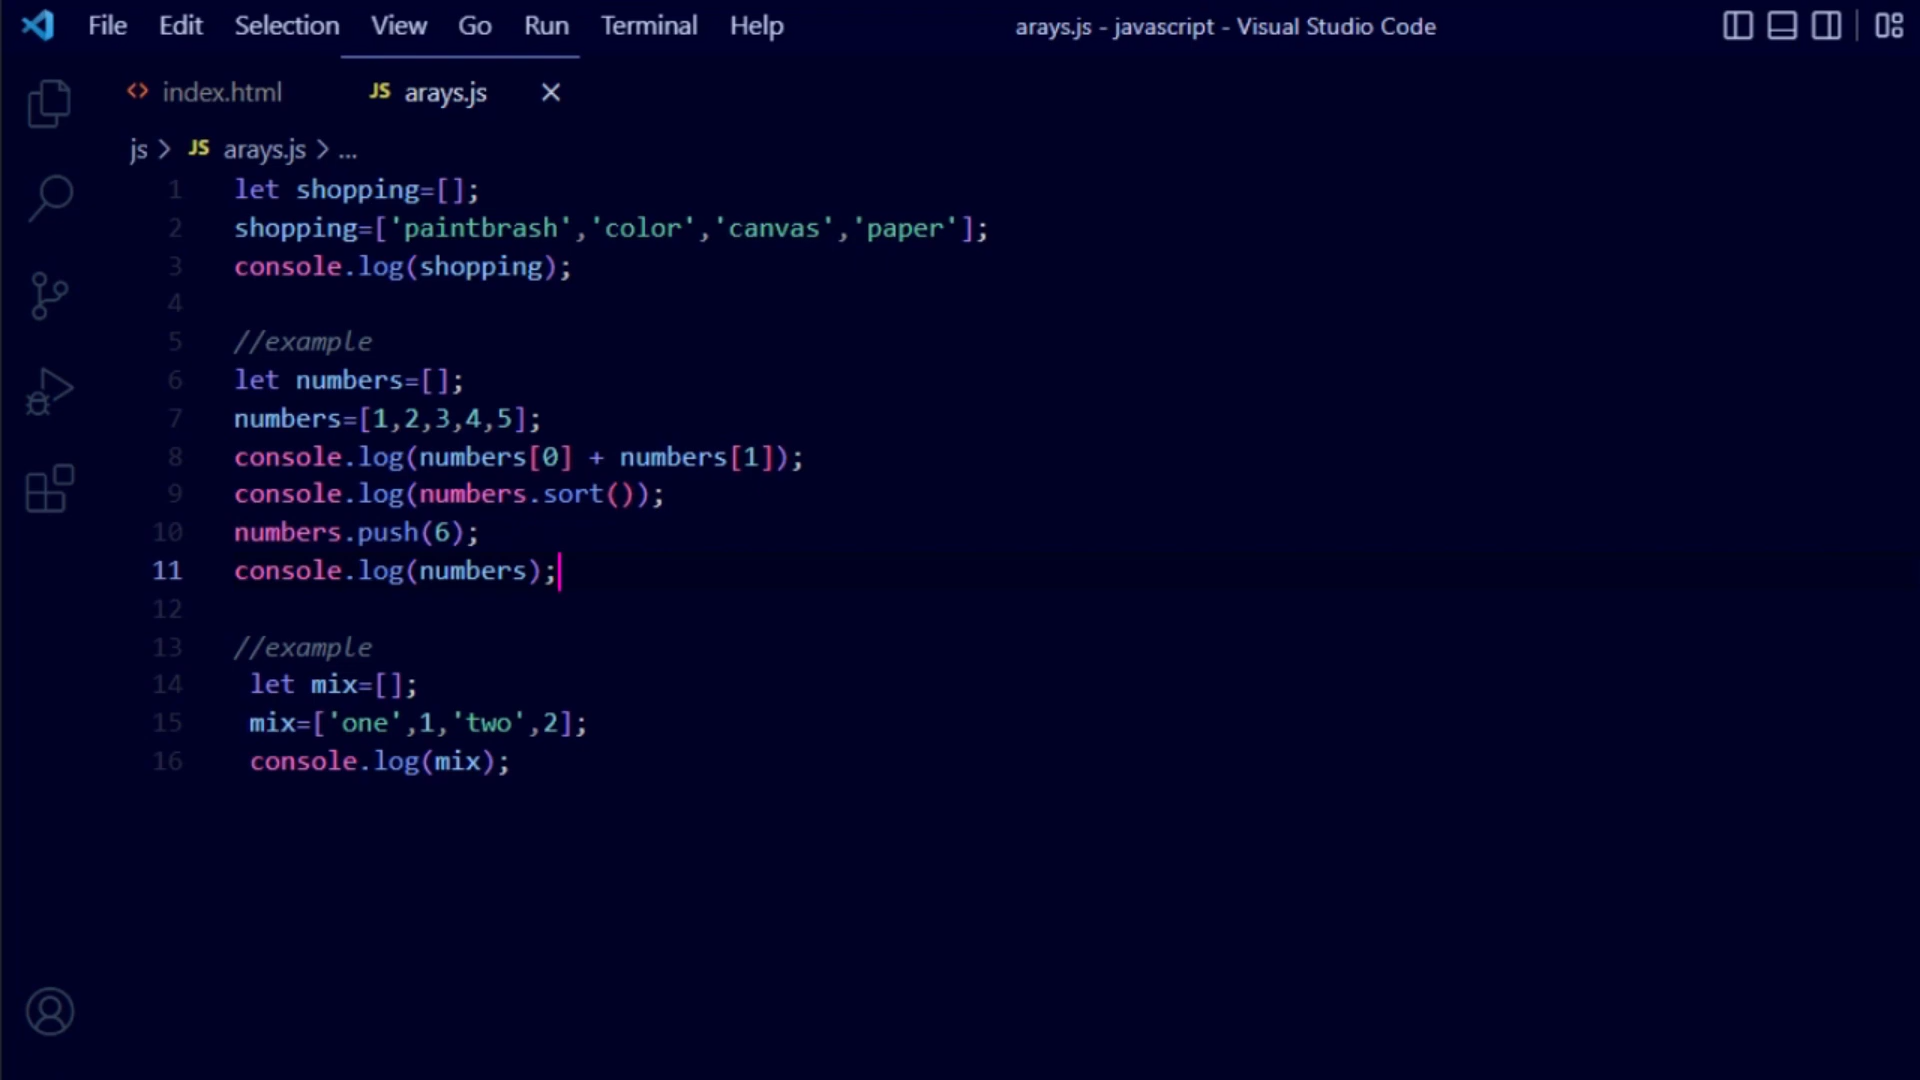 File Edit Selection View Go Run Terminal Help arays.js - javascript - Visual Studio Code
<> index.html JS arays.js ×
js > JS arays.js > ...
1 let shopping=[];
2 shopping=['paintbrash','color','canvas','paper'];
3 console.log(shopping);
4
5 //example
6 let numbers=[];
7 numbers=[1,2,3,4,5];
8 console.log(numbers[0] + numbers[1]);
9 console.log(numbers.sort());
10 numbers.push(6);
11 console.log(numbers);
12
13 //example
14 let mix=[];
15 mix=['one',1,'two',2];
16 console.log(mix);